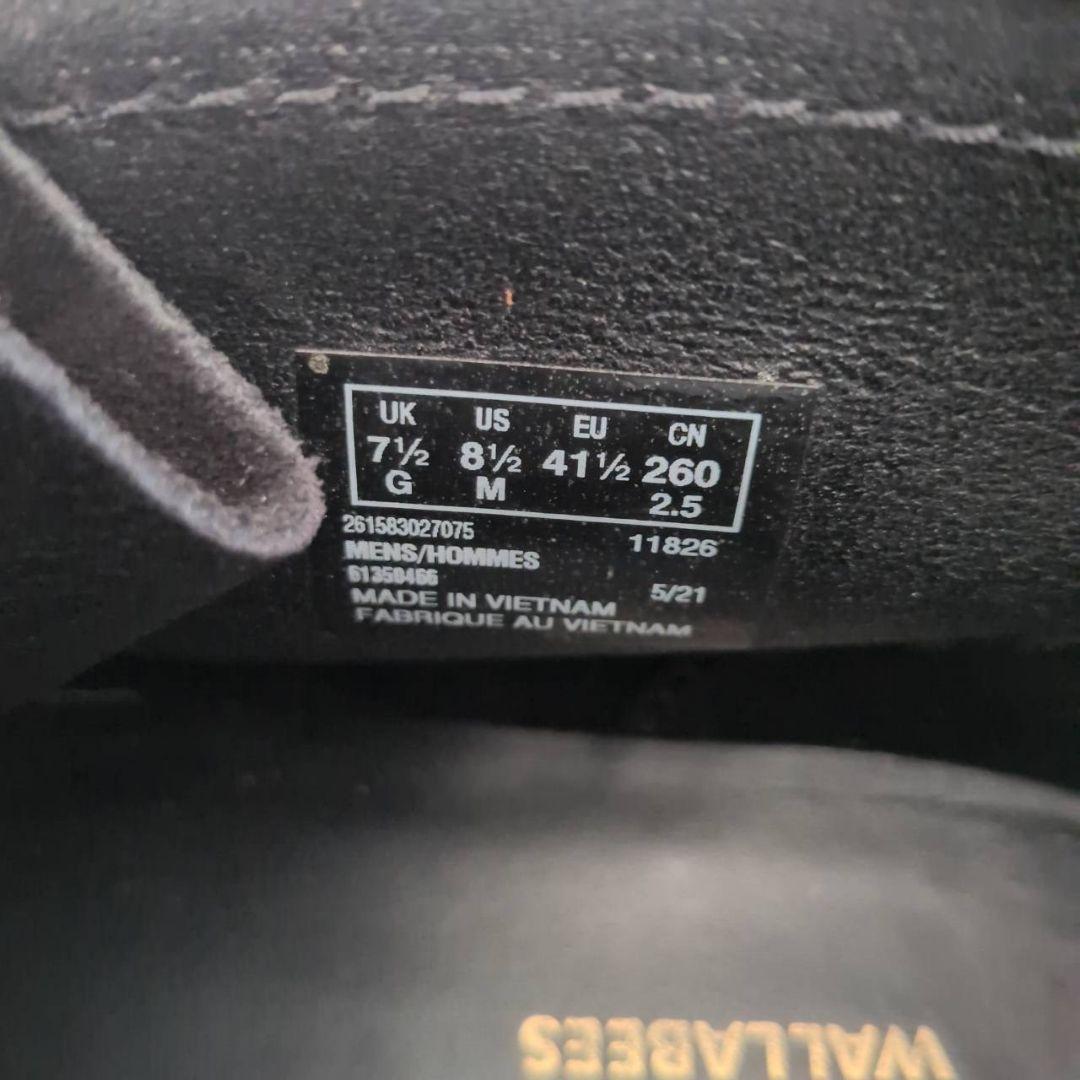 UK US EU CN
7½ 8½ 41½ 260
G M 2.5
261583027075 11826
MENS/HOMMES
61350466 5/21
MADE IN VIETNAM
FABRIQUE AU VIETNAM
WALLABEES